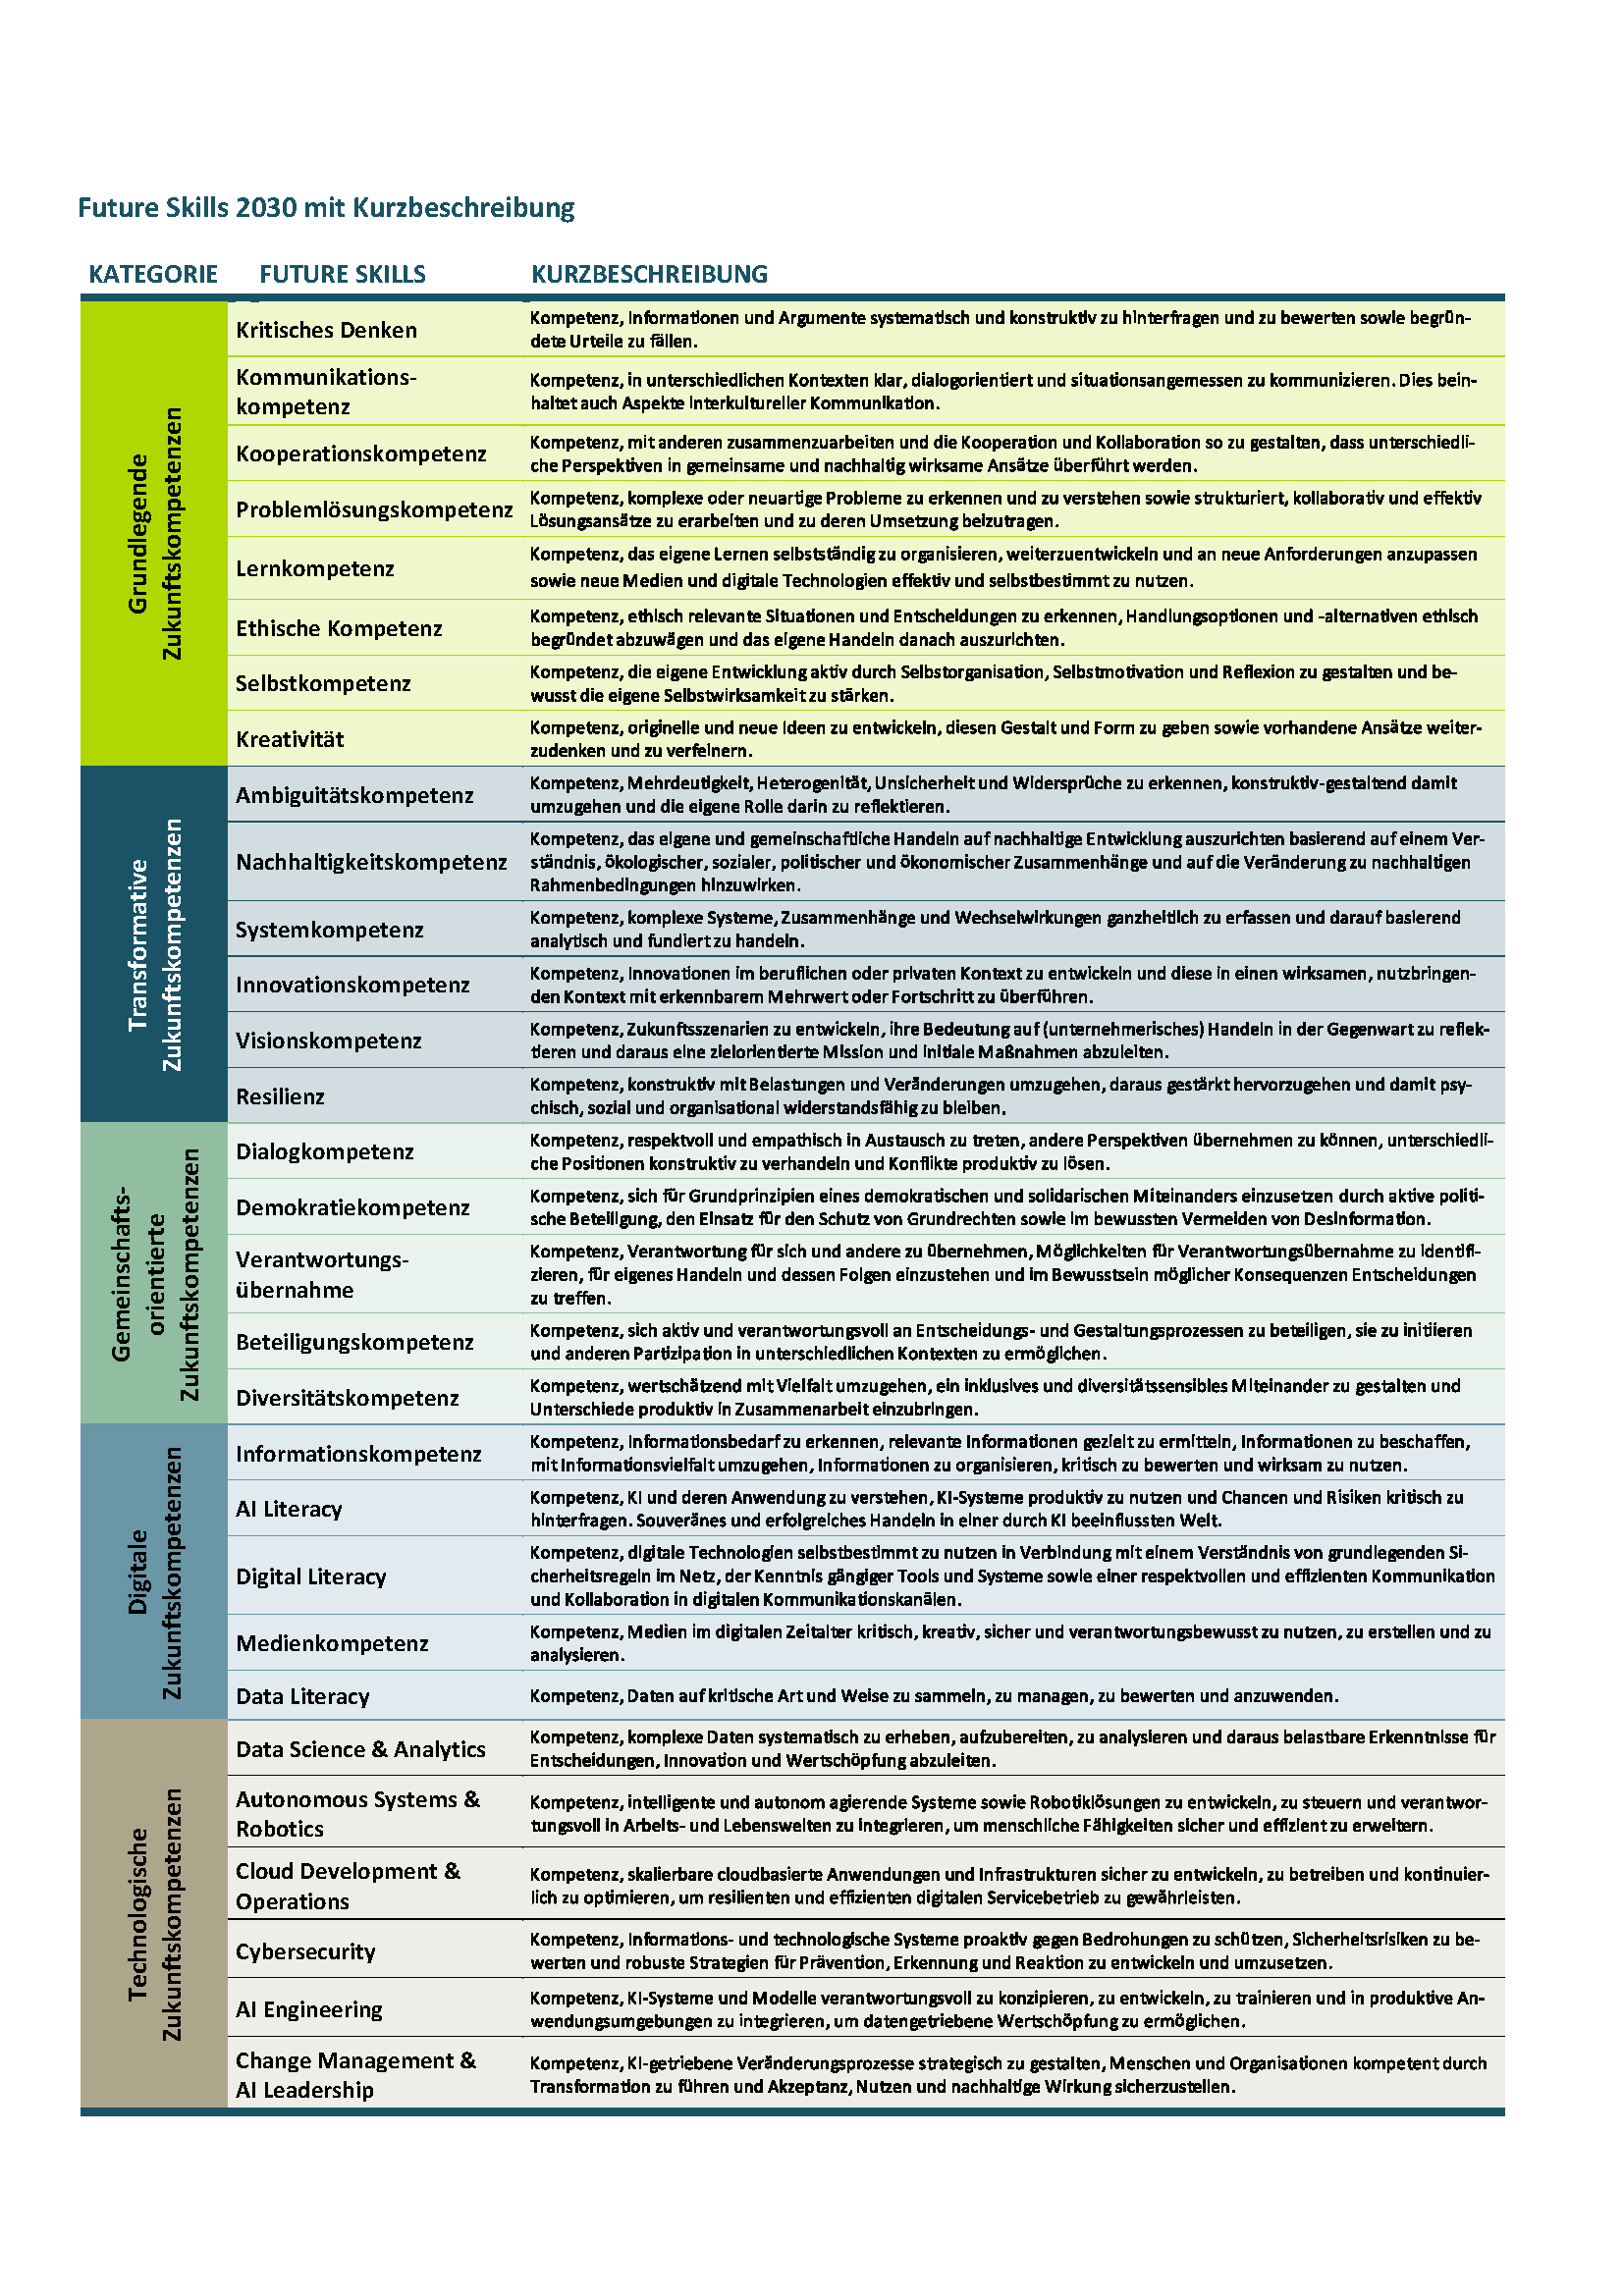 Future Skills 2030 mit Kurzbeschreibung
KATEGORIE FUTURE SKILLS KURZBESCHREIBUNG
Grundlegende
Zukunftskompetenzen
Kritisches Denken
Kompetenz, Informationen und Argumente systematisch und konstruktiv zu hinterfragen und zu bewerten sowie begrün-
dete Urteile zu fällen.
Kommunikations-
kompetenz
Kompetenz, in unterschiedlichen Kontexten klar, dialogorientiert und situationsangemessen zu kommunizieren. Dies bein-
haltet auch Aspekte interkultureller Kommunikation.
Kooperationskompetenz
Kompetenz, mit anderen zusammenzuarbeiten und die Kooperation und Kollaboration so zu gestalten, dass unterschiedli-
che Perspektiven in gemeinsame und nachhaltig wirksame Ansätze überführt werden.
Problemlösungskompetenz
Kompetenz, komplexe oder neuartige Probleme zu erkennen und zu verstehen sowie strukturiert, kollaborativ und effektiv
Lösungsansätze zu erarbeiten und zu deren Umsetzung beizutragen.
Lernkompetenz
Kompetenz, das eigene Lernen selbstständig zu organisieren, weiterzuentwickeln und an neue Anforderungen anzupassen
sowie neue Medien und digitale Technologien effektiv und selbstbestimmt zu nutzen.
Ethische Kompetenz
Kompetenz, ethisch relevante Situationen und Entscheidungen zu erkennen, Handlungsoptionen und -alternativen ethisch
begründet abzuwägen und das eigene Handeln danach auszurichten.
Selbstkompetenz
Kompetenz, die eigene Entwicklung aktiv durch Selbstorganisation, Selbstmotivation und Reflexion zu gestalten und be-
wusst die eigene Selbstwirksamkeit zu stärken.
Kreativität
Kompetenz, originelle und neue Ideen zu entwickeln, diesen Gestalt und Form zu geben sowie vorhandene Ansätze weiter-
zudenken und zu verfeinern.
Transformative
Zukunftskompetenzen
Ambiguitätskompetenz
Kompetenz, Mehrdeutigkeit, Heterogenität, Unsicherheit und Widersprüche zu erkennen, konstruktiv-gestaltend damit
umzugehen und die eigene Rolle darin zu reflektieren.
Nachhaltigkeitskompetenz
Kompetenz, das eigene und gemeinschaftliche Handeln auf nachhaltige Entwicklung auszurichten basierend auf einem Ver-
ständnis, ökologischer, sozialer, politischer und ökonomischer Zusammenhänge und auf die Veränderung zu nachhaltigen
Rahmenbedingungen hinzuwirken.
Systemkompetenz
Kompetenz, komplexe Systeme, Zusammenhänge und Wechselwirkungen ganzheitlich zu erfassen und darauf basierend
analytisch und fundiert zu handeln.
Innovationskompetenz
Kompetenz, Innovationen im beruflichen oder privaten Kontext zu entwickeln und diese in einen wirksamen, nutzbringen-
den Kontext mit erkennbarem Mehrwert oder Fortschritt zu überführen.
Visionskompetenz
Kompetenz, Zukunftsszenarien zu entwickeln, ihre Bedeutung auf (unternehmerisches) Handeln in der Gegenwart zu reflek-
tieren und daraus eine zielorientierte Mission und initiale Maßnahmen abzuleiten.
Resilienz
Kompetenz, konstruktiv mit Belastungen und Veränderungen umzugehen, daraus gestärkt hervorzugehen und damit psy-
chisch, sozial und organisational widerstandsfähig zu bleiben.
Gemeinschafts-
orientierte
Zukunftskompetenzen
Dialogkompetenz
Kompetenz, respektvoll und empathisch in Austausch zu treten, andere Perspektiven übernehmen zu können, unterschiedli-
che Positionen konstruktiv zu verhandeln und Konflikte produktiv zu lösen.
Demokratiekompetenz
Kompetenz, sich für Grundprinzipien eines demokratischen und solidarischen Miteinanders einzusetzen durch aktive politi-
sche Beteiligung, den Einsatz für den Schutz von Grundrechten sowie im bewussten Vermeiden von Desinformation.
Verantwortungs-
übernahme
Kompetenz, Verantwortung für sich und andere zu übernehmen, Möglichkeiten für Verantwortungsübernahme zu identifi-
zieren, für eigenes Handeln und dessen Folgen einzustehen und im Bewusstsein möglicher Konsequenzen Entscheidungen
zu treffen.
Beteiligungskompetenz
Kompetenz, sich aktiv und verantwortungsvoll an Entscheidungs- und Gestaltungsprozessen zu beteiligen, sie zu initiieren
und anderen Partizipation in unterschiedlichen Kontexten zu ermöglichen.
Diversitätskompetenz
Kompetenz, wertschätzend mit Vielfalt umzugehen, ein inklusives und diversitätssensibles Miteinander zu gestalten und
Unterschiede produktiv in Zusammenarbeit einzubringen.
Digitale
Zukunftskompetenzen
Informationskompetenz
Kompetenz, Informationsbedarf zu erkennen, relevante Informationen gezielt zu ermitteln, Informationen zu beschaffen,
mit Informationsvielfalt umzugehen, Informationen zu organisieren, kritisch zu bewerten und wirksam zu nutzen.
AI Literacy
Kompetenz, KI und deren Anwendung zu verstehen, KI-Systeme produktiv zu nutzen und Chancen und Risiken kritisch zu
hinterfragen. Souveränes und erfolgreiches Handeln in einer durch KI beeinflussten Welt.
Digital Literacy
Kompetenz, digitale Technologien selbstbestimmt zu nutzen in Verbindung mit einem Verständnis von grundlegenden Si-
cherheitsregeln im Netz, der Kenntnis gängiger Tools und Systeme sowie einer respektvollen und effizienten Kommunikation
und Kollaboration in digitalen Kommunikationskanälen.
Medienkompetenz
Kompetenz, Medien im digitalen Zeitalter kritisch, kreativ, sicher und verantwortungsbewusst zu nutzen, zu erstellen und zu
analysieren.
Data Literacy
Kompetenz, Daten auf kritische Art und Weise zu sammeln, zu managen, zu bewerten und anzuwenden.
Technologische
Zukunftskompetenzen
Data Science & Analytics
Kompetenz, komplexe Daten systematisch zu erheben, aufzubereiten, zu analysieren und daraus belastbare Erkenntnisse für
Entscheidungen, Innovation und Wertschöpfung abzuleiten.
Autonomous Systems &
Robotics
Kompetenz, intelligente und autonom agierende Systeme sowie Robotiklösungen zu entwickeln, zu steuern und verantwor-
tungsvoll in Arbeits- und Lebenswelten zu integrieren, um menschliche Fähigkeiten sicher und effizient zu erweitern.
Cloud Development &
Operations
Kompetenz, skalierbare cloudbasierte Anwendungen und Infrastrukturen sicher zu entwickeln, zu betreiben und kontinuier-
lich zu optimieren, um resilienten und effizienten digitalen Servicebetrieb zu gewährleisten.
Cybersecurity
Kompetenz, Informations- und technologische Systeme proaktiv gegen Bedrohungen zu schützen, Sicherheitsrisiken zu be-
werten und robuste Strategien für Prävention, Erkennung und Reaktion zu entwickeln und umzusetzen.
AI Engineering
Kompetenz, KI-Systeme und Modelle verantwortungsvoll zu konzipieren, zu entwickeln, zu trainieren und in produktive An-
wendungsumgebungen zu integrieren, um datengetriebene Wertschöpfung zu ermöglichen.
Change Management &
AI Leadership
Kompetenz, KI-getriebene Veränderungsprozesse strategisch zu gestalten, Menschen und Organisationen kompetent durch
Transformation zu führen und Akzeptanz, Nutzen und nachhaltige Wirkung sicherzustellen.